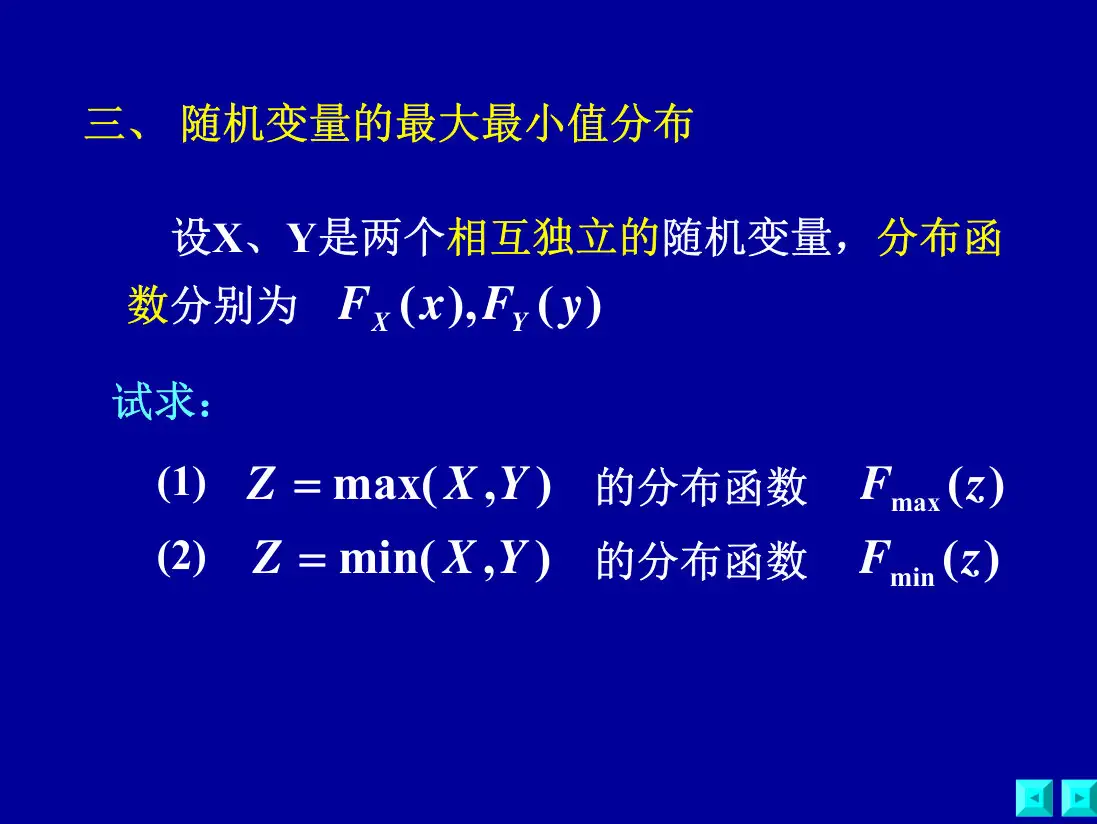 三、 随机变量的最大最小值分布
设X、Y是两个相互独立的随机变量，分布函
数分别为 F_X(x),F_Y(y)
试求：
(1) Z = max(X,Y) 的分布函数 F_max(z)
(2) Z = min(X,Y) 的分布函数 F_min(z)